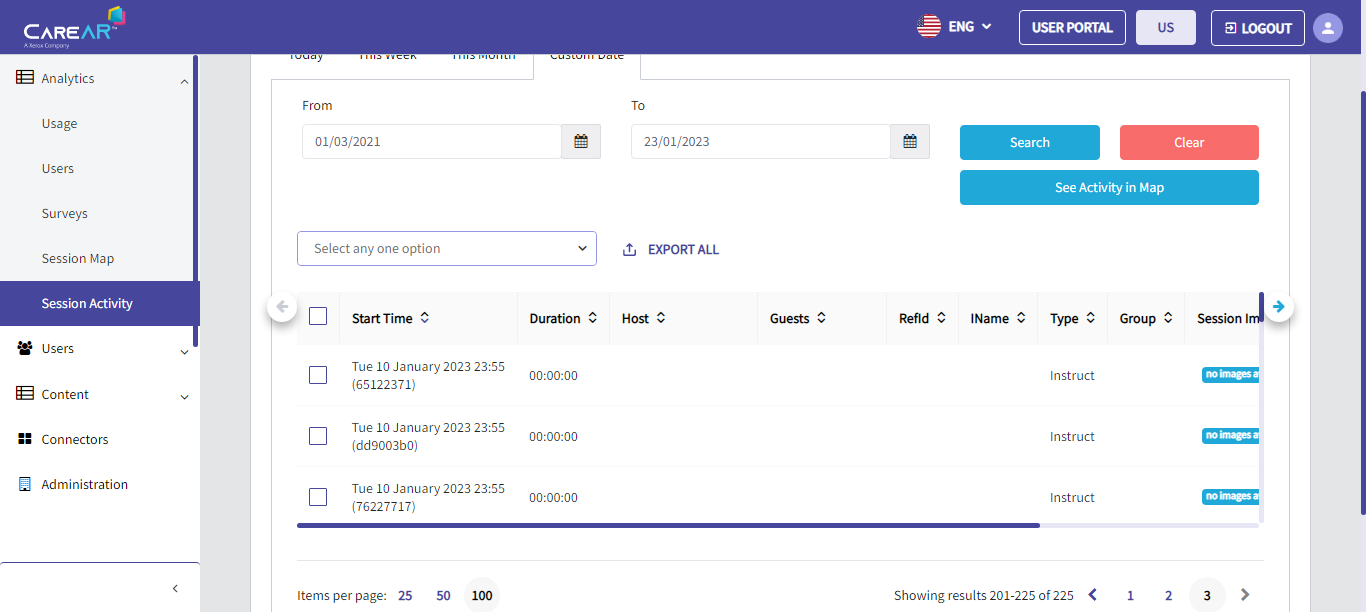 CAREAR™
A Xerox Company
ENG
USER PORTAL
US
LOGOUT
Analytics
Usage
Users
Surveys
Session Map
Session Activity
Users
Content
Connectors
Administration
Today This Week This Month Custom Date
From To
01/03/2021 23/01/2023
Search Clear
See Activity in Map
Select any one option
EXPORT ALL
Start Time Duration Host Guests RefId IName Type Group Session Im
Tue 10 January 2023 23:55
(65122371)
00:00:00 Instruct no images a
Tue 10 January 2023 23:55
(dd9003b0)
00:00:00 Instruct no images a
Tue 10 January 2023 23:55
(76227717)
00:00:00 Instruct no images a
Items per page: 25 50 100
Showing results 201-225 of 225 1 2 3